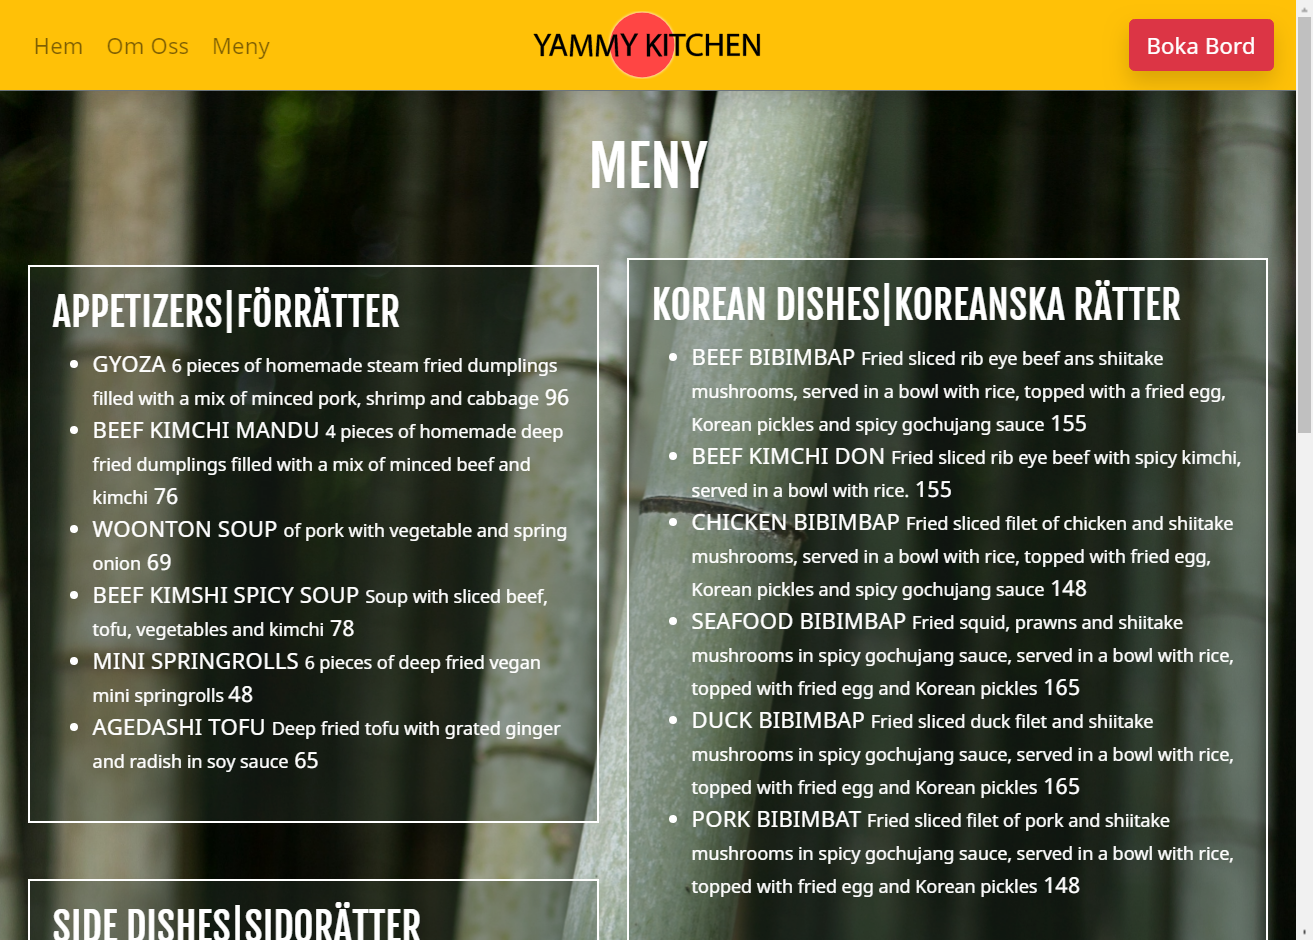 Hem Om Oss Meny
YAMMY KITCHEN
Boka Bord
MENY
APPETIZERS|FÖRRÄTTER
GYOZA 6 pieces of homemade steam fried dumplings
filled with a mix of minced pork, shrimp and cabbage 96
BEEF KIMCHI MANDU 4 pieces of homemade deep
fried dumplings filled with a mix of minced beef and
kimchi 76
WOONTON SOUP of pork with vegetable and spring
onion 69
BEEF KIMSHI SPICY SOUP Soup with sliced beef,
tofu, vegetables and kimchi 78
MINI SPRINGROLLS 6 pieces of deep fried vegan
mini springrolls 48
AGEDASHI TOFU Deep fried tofu with grated ginger
and radish in soy sauce 65
SIDE DISHES|SIDORÄTTER
KOREAN DISHES|KOREANSKA RÄTTER
BEEF BIBIMBAP Fried sliced rib eye beef ans shiitake
mushrooms, served in a bowl with rice, topped with a fried egg,
Korean pickles and spicy gochujang sauce 155
BEEF KIMCHI DON Fried sliced rib eye beef with spicy kimchi,
served in a bowl with rice. 155
CHICKEN BIBIMBAP Fried sliced filet of chicken and shiitake
mushrooms, served in a bowl with rice, topped with fried egg,
Korean pickles and spicy gochujang sauce 148
SEAFOOD BIBIMBAP Fried squid, prawns and shiitake
mushrooms in spicy gochujang sauce, served in a bowl with rice,
topped with fried egg and Korean pickles 165
DUCK BIBIMBAP Fried sliced duck filet and shiitake
mushrooms in spicy gochujang sauce, served in a bowl with rice,
topped with fried egg and Korean pickles 165
PORK BIBIMBAT Fried sliced filet of pork and shiitake
mushrooms in spicy gochujang sauce, served in a bowl with rice,
topped with fried egg and Korean pickles 148